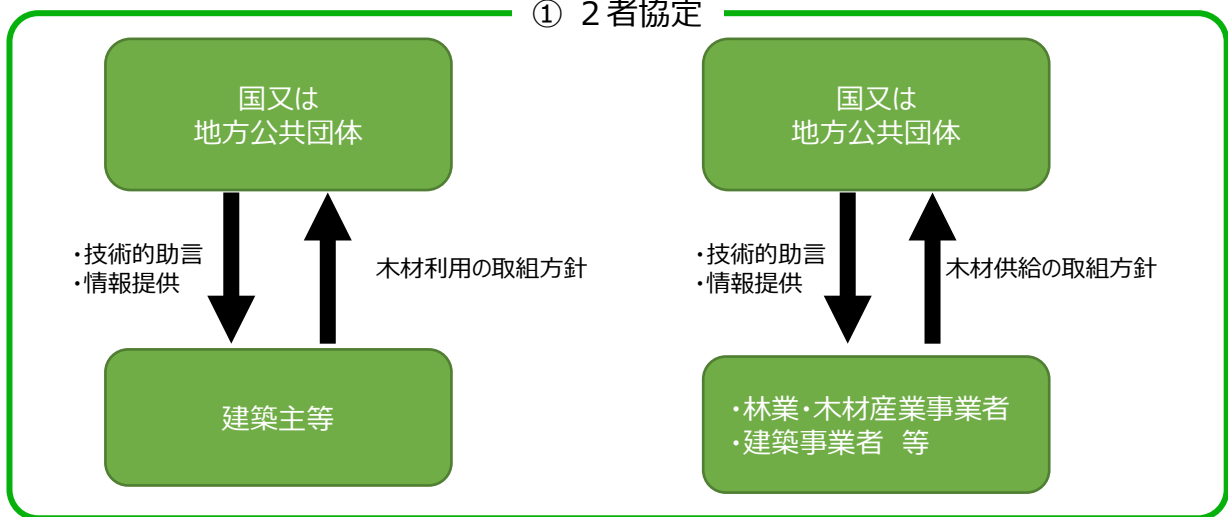 ① ２者協定
国又は
地方公共団体
・技術的助言
・情報提供
木材利用の取組方針
建築主等
国又は
地方公共団体
・技術的助言
・情報提供
木材供給の取組方針
・林業・木材産業事業者
・建築事業者　等